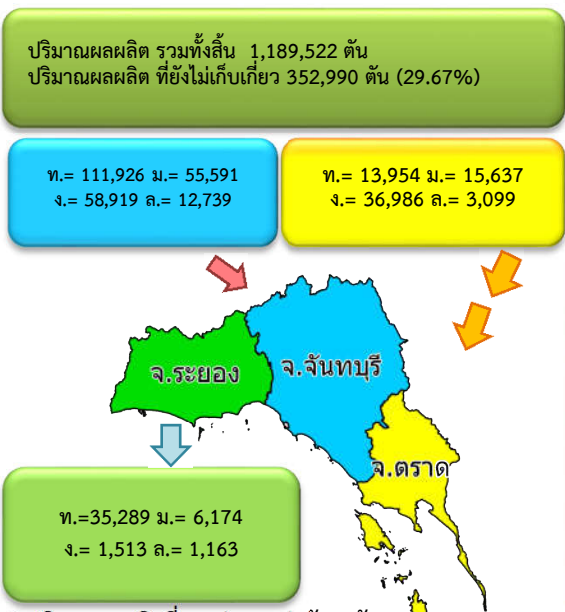 ปริมาณผลผลิต รวมทั้งสิ้น 1,189,522 ตัน
ปริมาณผลผลิต ที่ยังไม่เก็บเกี่ยว 352,990 ตัน (29.67%)
ท.= 111,926 ม.= 55,591
ง.= 58,919 ล.= 12,739
ท.= 13,954 ม.= 15,637
ง.= 36,986 ล.= 3,099
จ.ระยอง
จ.จันทบุรี
จ.ตราด
ท.=35,289 ม.= 6,174
ง.= 1,513 ล.= 1,163